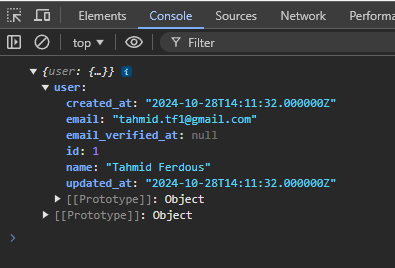 Elements Console Sources Network Performa
top Filter
{user: {…}} i
user:
created_at: "2024-10-28T14:11:32.000000Z"
email: "tahmid.tf1@gmail.com"
email_verified_at: null
id: 1
name: "Tahmid Ferdous"
updated_at: "2024-10-28T14:11:32.000000Z"
[[Prototype]]: Object
[[Prototype]]: Object